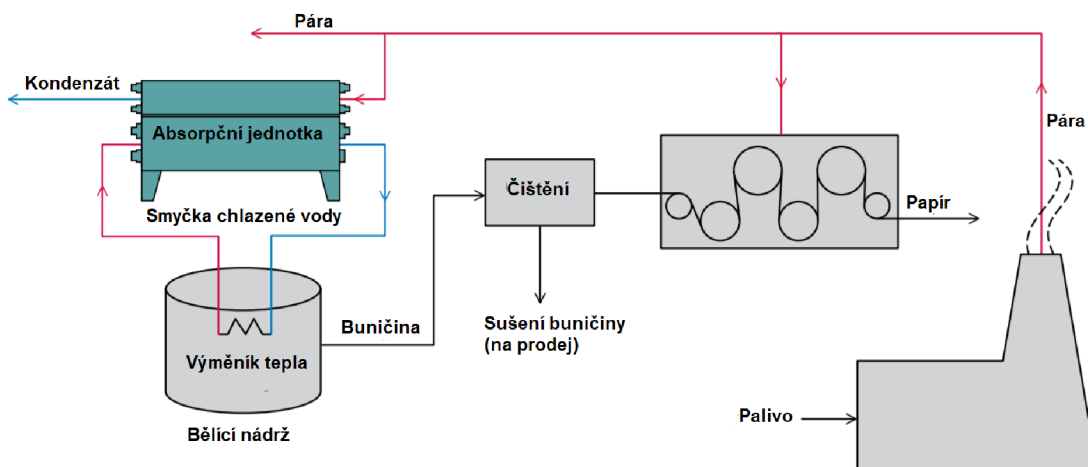 Pára
Kondenzát
Absorpční jednotka
Pára
Čištění
Smyčka chlazené vody
Papír
Buničina
Sušení buničiny
(na prodej)
Výměník tepla
Palivo
Bělící nádrž